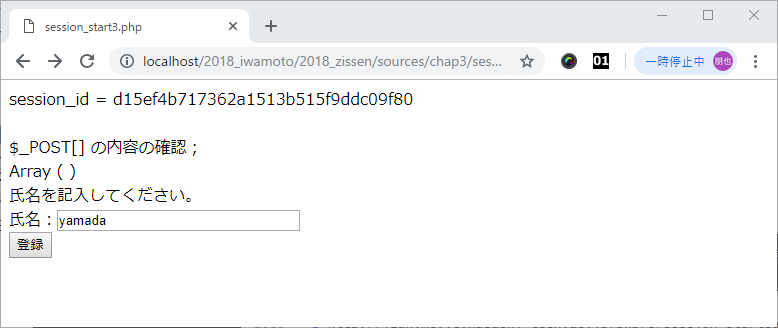 session_start3.php
localhost/2018_iwamoto/2018_zissen/sources/chap3/ses...
01
一時停止中
朋也
session_id = d15ef4b717362a1513b515f9ddc09f80
$_POST[] の内容の確認；
Array ( )
氏名を記入してください。
氏名：yamada
登録